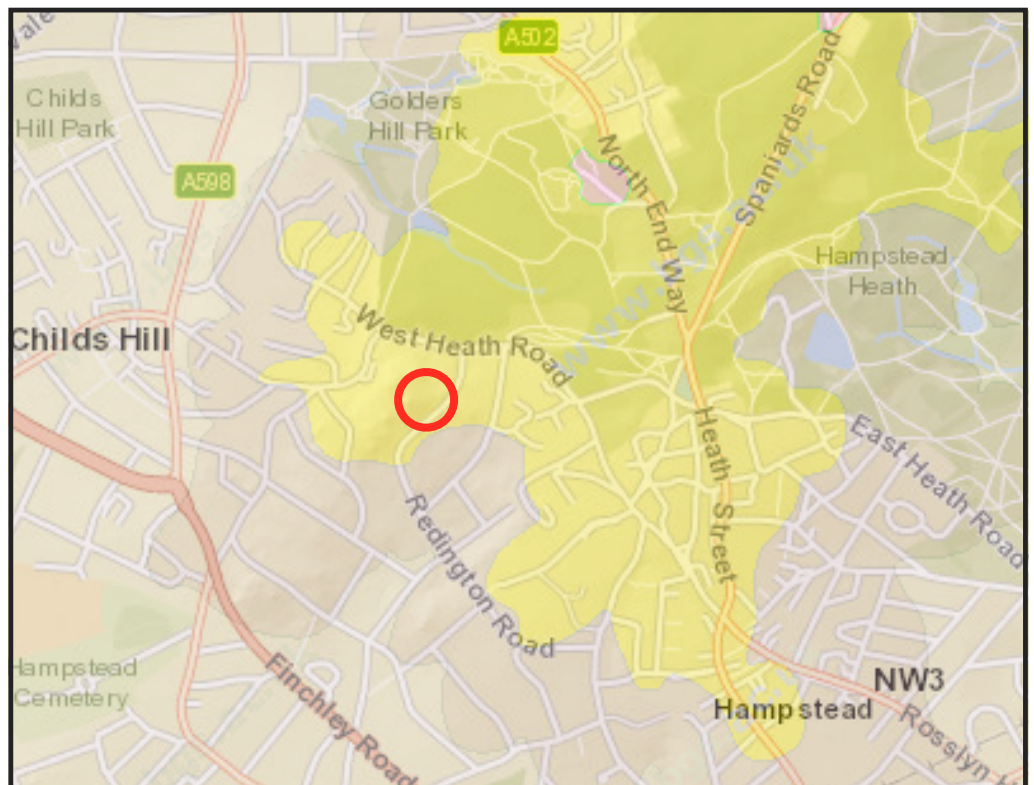 Vale
A502
Childs
Hill Park
Golders
Hill Park
Spaniards Road
A598
North End Way
Hampstead
Heath
Childs Hill
West Heath Road
Heath Street
East Heath Road
Redington Road
Hampstead
Cemetery
Finchley Road
NW3
Hampstead
Rosslyn H